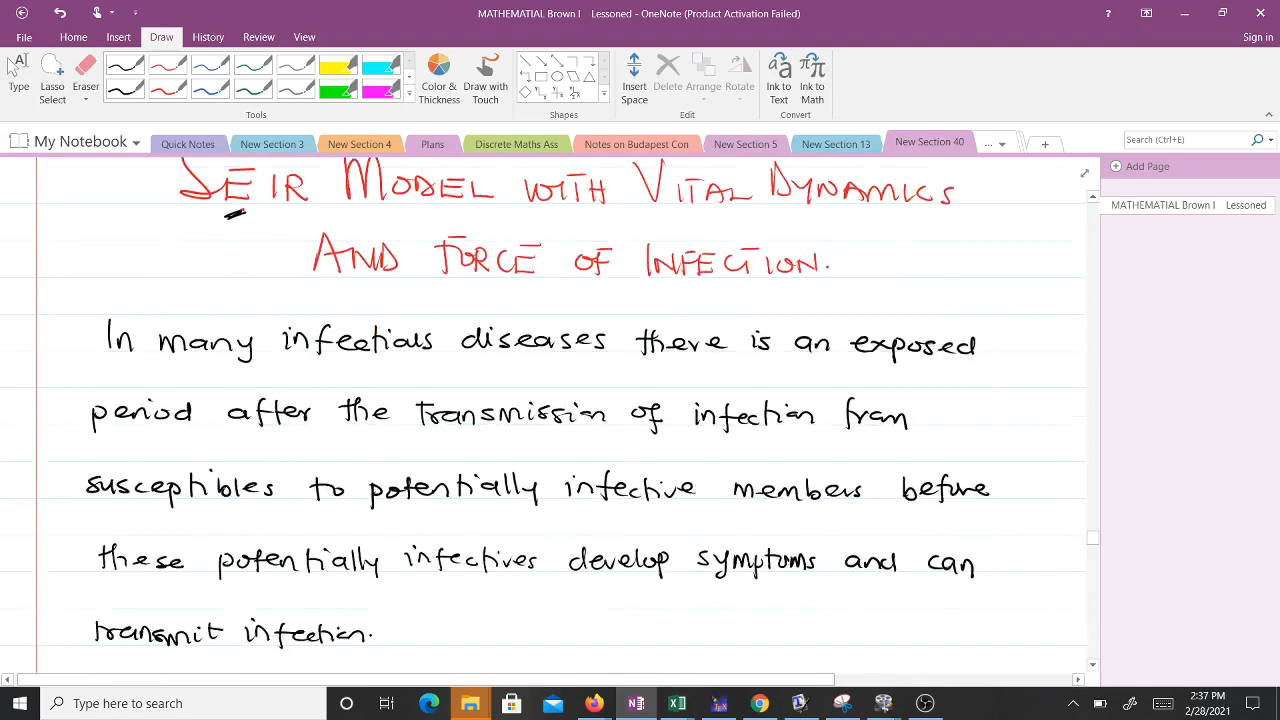 MATHEMATIAL Brown I    Lessoned - OneNote (Product Activation Failed)
File Home Insert Draw History Review View Sign in
Type Lasso Select Eraser Color & Thickness Draw with Touch Insert Space Delete Arrange Rotate Ink to Text Ink to Math
Tools Shapes Edit Convert
My Notebook Quick Notes New Section 3 New Section 4 Plans Discrete Maths Ass Notes on Budapest Con New Section 5 New Section 13 New Section 40 ... Search (Ctrl+E)
Add Page
MATHEMATIAL Brown I    Lessoned
SEIR MODEL WITH VITAL DYNAMICS
AND FORCE OF INFECTION.
In many infectious diseases there is an exposed
period after the transmission of infection from
susceptibles to potentially infective members before
these potentially infectives develop symptoms and can
transmit infection.
Type here to search
2:37 PM
2/28/2021